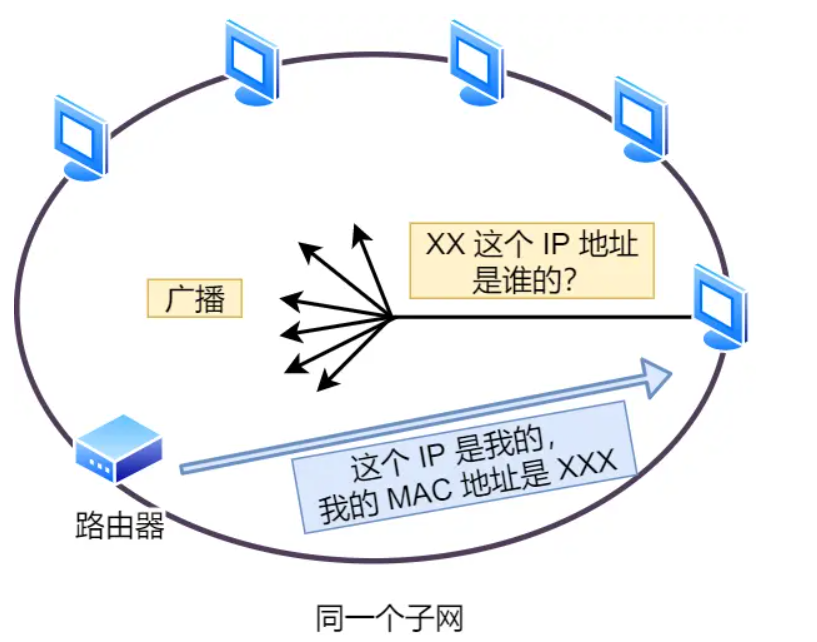 XX 这个 IP 地址
是谁的?
广播
这个 IP 是我的,
我的 MAC 地址是 XXX
路由器
同一个子网